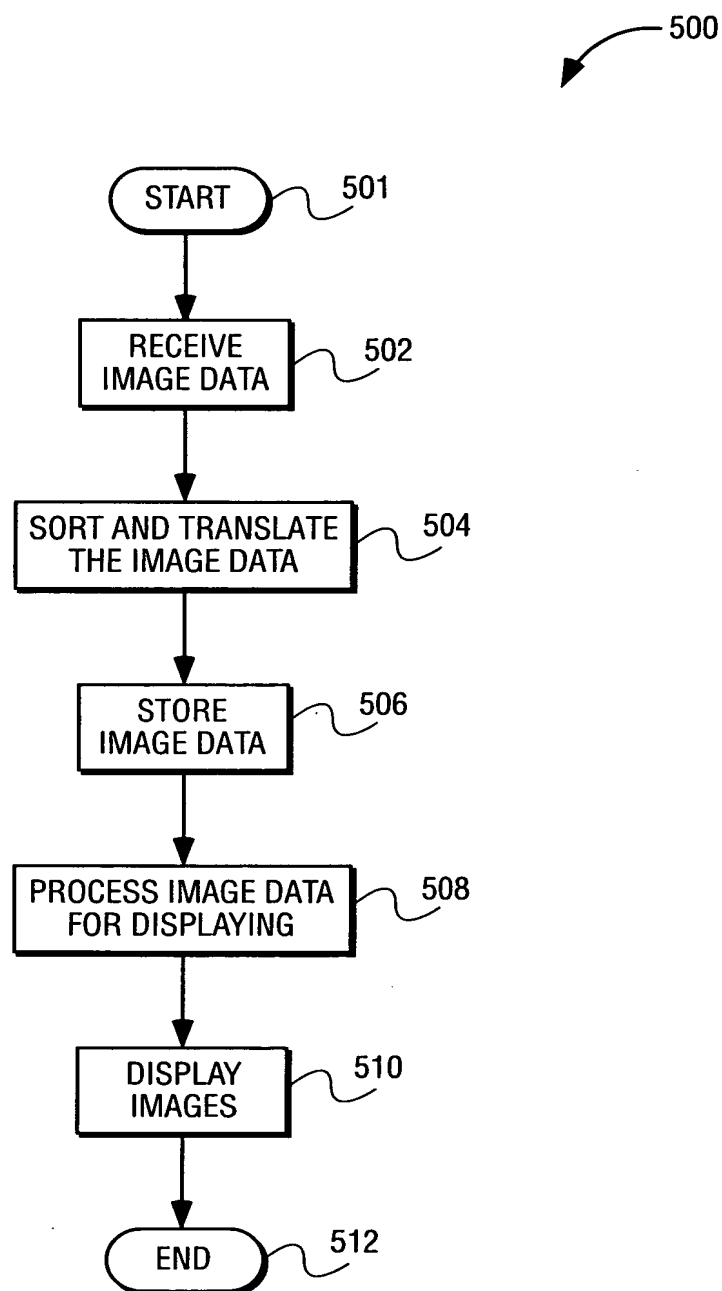 500
START
501
RECEIVE
IMAGE DATA
502
SORT AND TRANSLATE
THE IMAGE DATA
504
STORE
IMAGE DATA
506
PROCESS IMAGE DATA
FOR DISPLAYING
508
DISPLAY
IMAGES
510
END
512